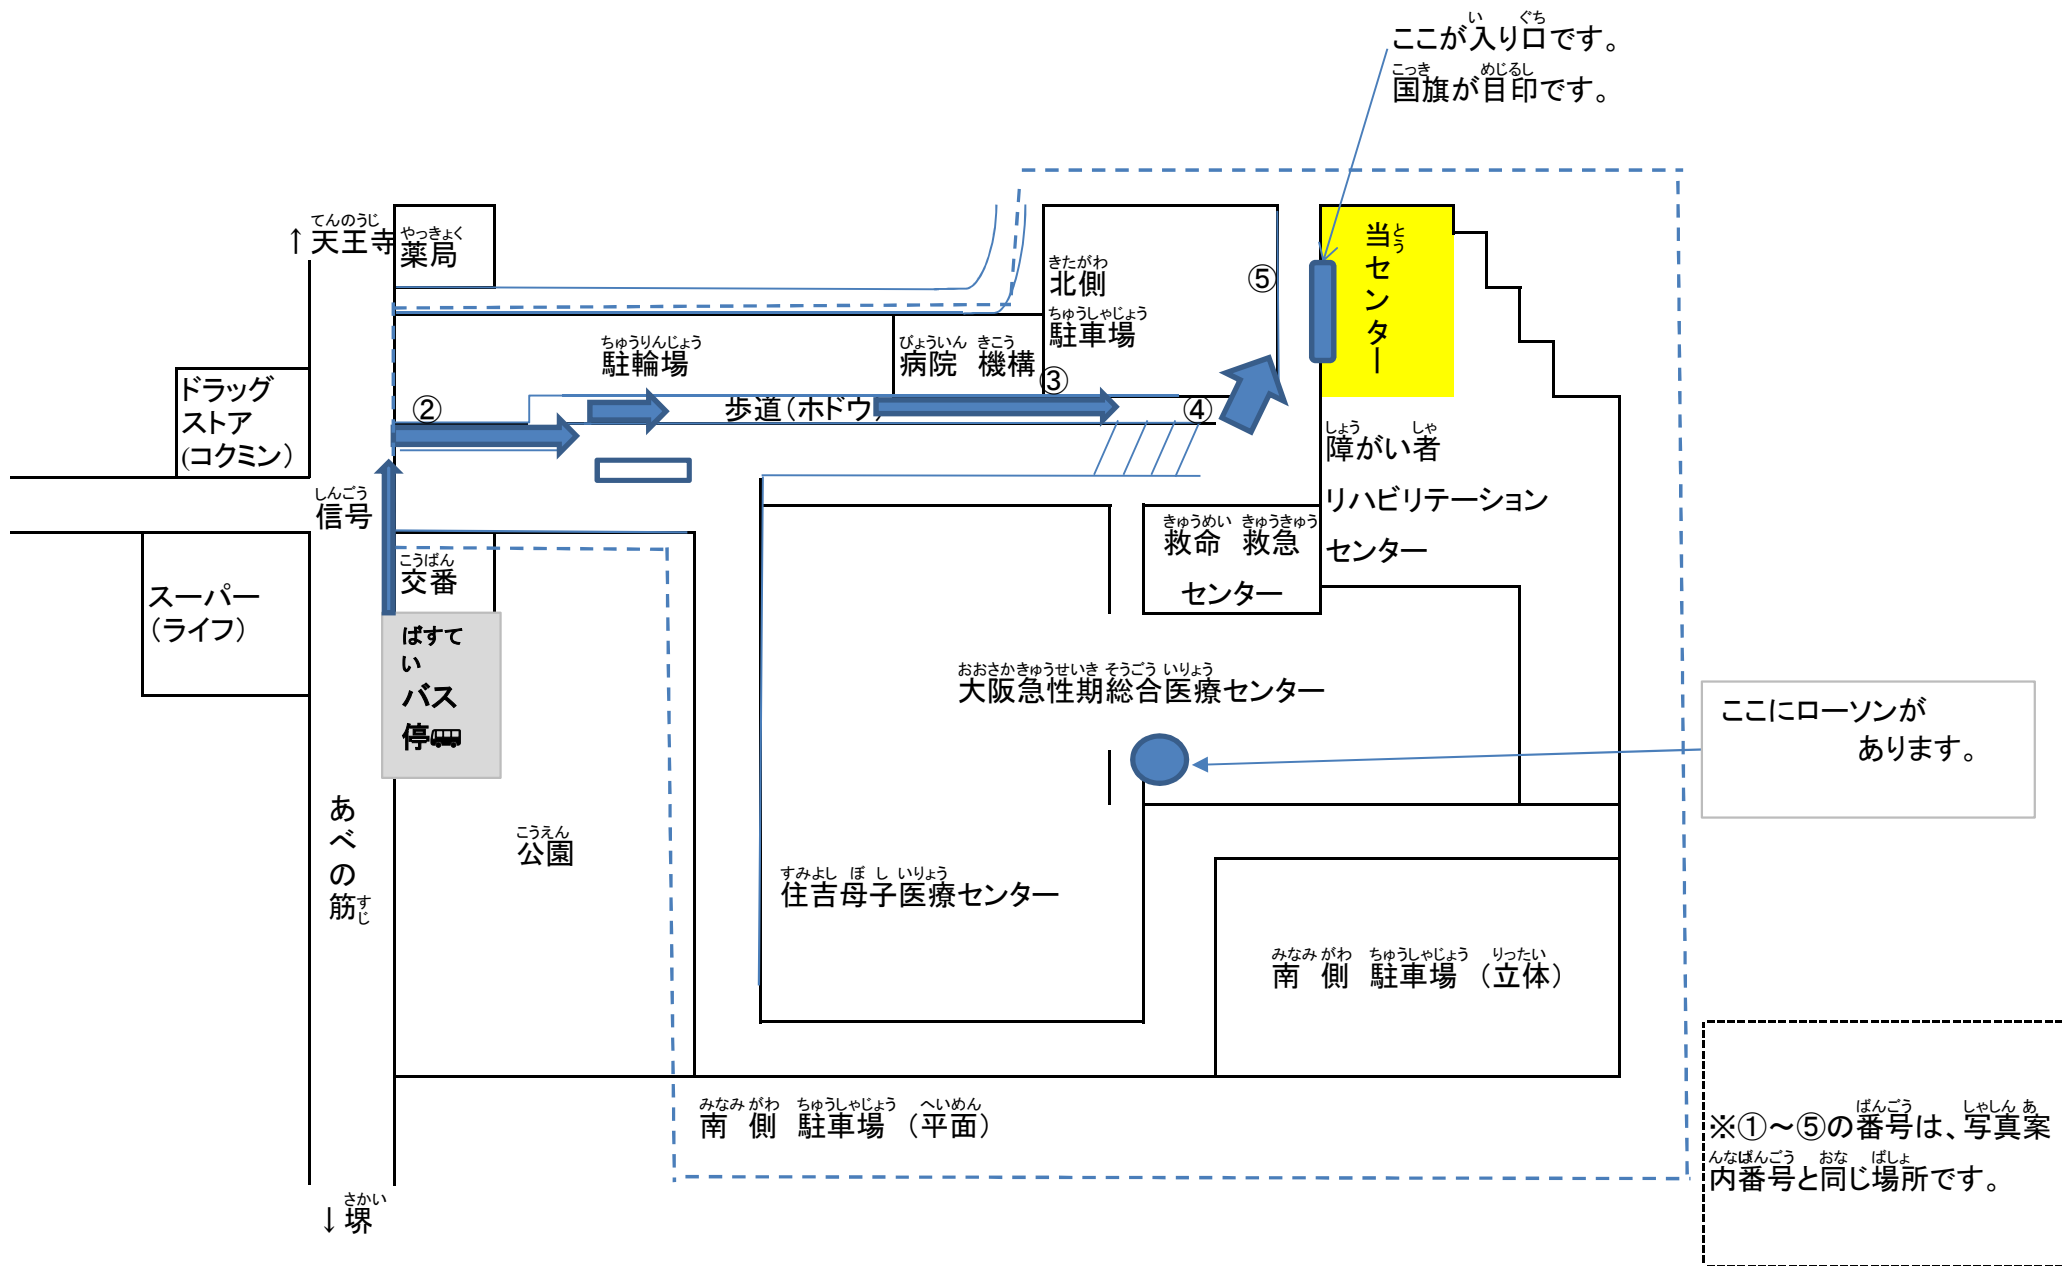 ここが入り口です。
国旗が目印です。
↑天王寺
薬局
当センター
北側
駐車場
⑤
駐輪場
病院 機構
③
ドラッグ
ストア
(コクミン)
②
歩道(ホドウ)
④
障がい者
リハビリテーション
センター
信号
救命 救急
センター
交番
スーパー
(ライフ)
ばすて
い
バス
停
大阪急性期総合医療センター
ここにローソンが
あります。
あべの筋
公園
住吉母子医療センター
南側 駐車場 (立体)
南側 駐車場 (平面)
※①~⑤の番号は、写真案
内番号と同じ場所です。
↓堺